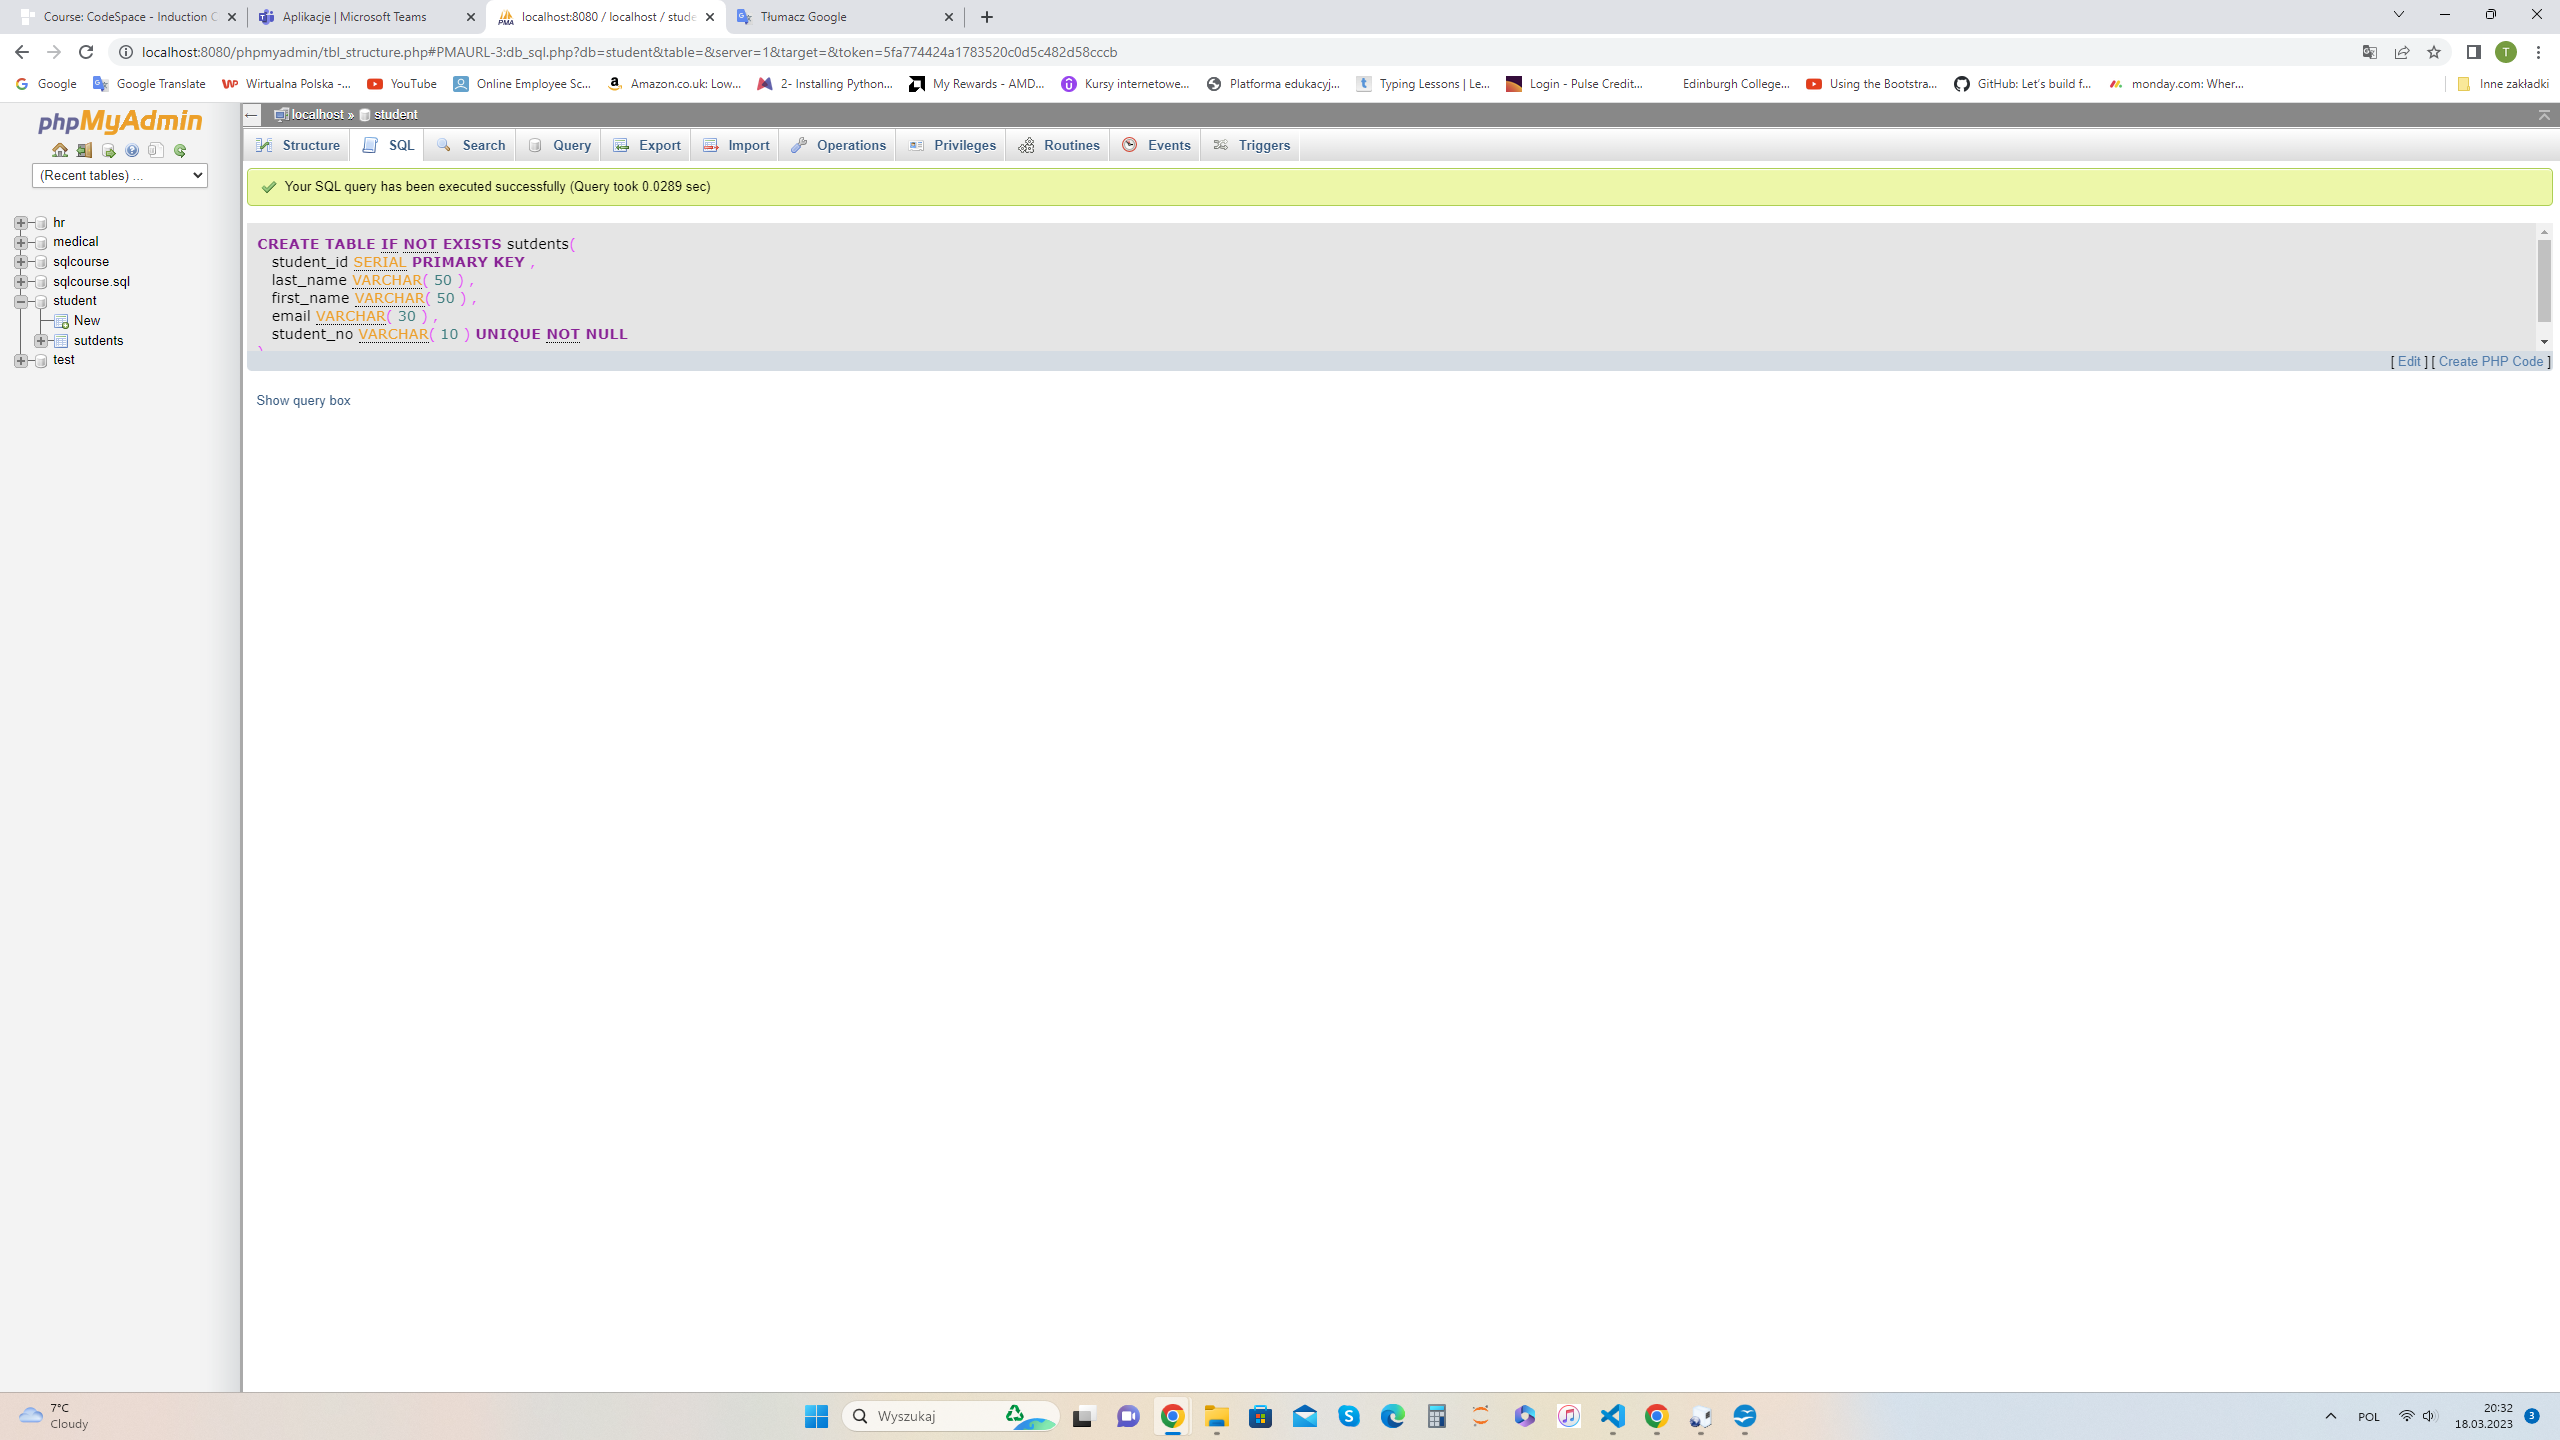 Course: CodeSpace - Induction C
Aplikacje | Microsoft Teams
localhost:8080 / localhost / stude
Tłumacz Google
localhost:8080/phpmyadmin/tbl_structure.php#PMAURL-3:db_sql.php?db=student&table=&server=1&target=&token=5fa774424a1783520c0d5c482d58cccb
T
Google
Google Translate
Wirtualna Polska -...
YouTube
Online Employee Sc...
Amazon.co.uk: Low...
2- Installing Python...
My Rewards - AMD...
Kursy internetowe...
Platforma edukacyj...
Typing Lessons | Le...
Login - Pulse Credit...
Edinburgh College...
Using the Bootstra...
GitHub: Let's build f...
monday.com: Wher...
Inne zakładki
phpMyAdmin
(Recent tables) ...
hr
medical
sqlcourse
sqlcourse.sql
student
New
sutdents
test
localhost » student
Structure
SQL
Search
Query
Export
Import
Operations
Privileges
Routines
Events
Triggers
Your SQL query has been executed successfully (Query took 0.0289 sec)
CREATE TABLE IF NOT EXISTS sutdents(
student_id SERIAL PRIMARY KEY ,
last_name VARCHAR( 50 ) ,
first_name VARCHAR( 50 ) ,
email VARCHAR( 30 ) ,
student_no VARCHAR( 10 ) UNIQUE NOT NULL
)
[ Edit ] [ Create PHP Code ]
Show query box
7°C
Cloudy
Wyszukaj
POL
20:32
18.03.2023
3